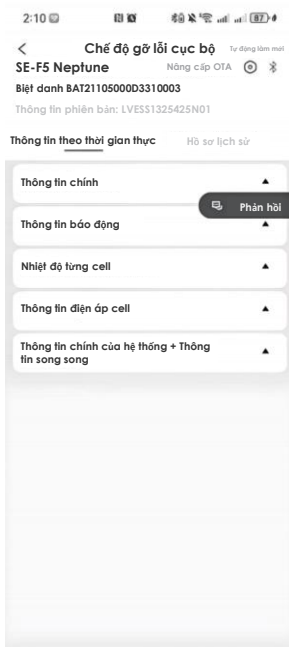 2:10
87
Chế độ gỡ lỗi cục bộ
Tự động làm mới
SE-F5 Neptune
Nâng cấp OTA
Biệt danh BAT21105000D3310003
Thông tin phiên bản: LVESS1325425N01
Thông tin theo thời gian thực
Hồ sơ lịch sử
Thông tin chính
Phản hồi
Thông tin báo động
Nhiệt độ từng cell
Thông tin điện áp cell
Thông tin chính của hệ thống + Thông
tin song song